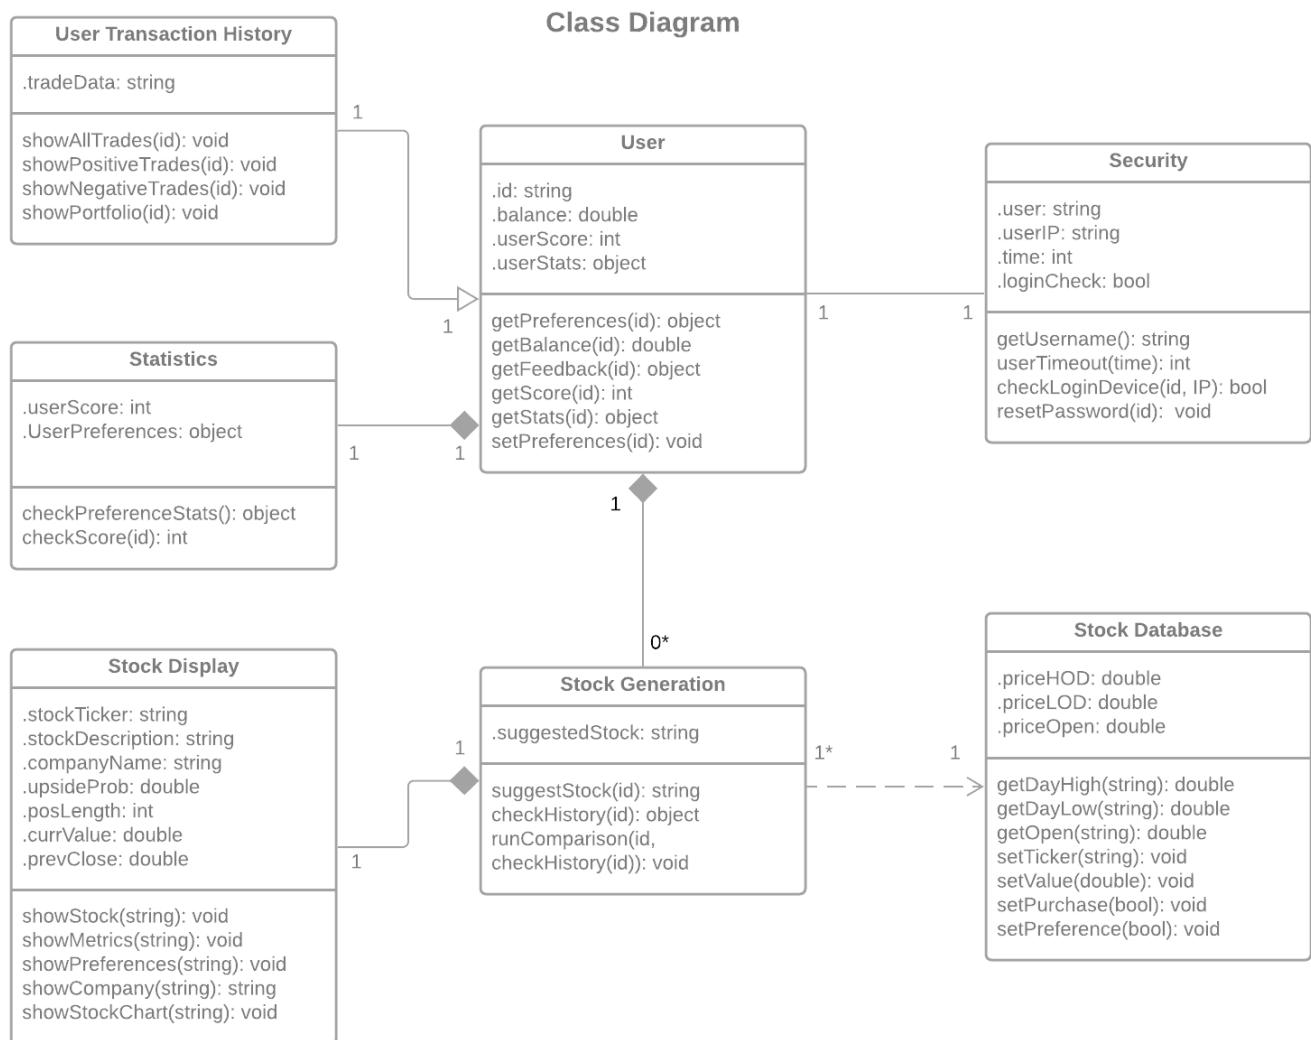 Class Diagram
User Transaction History
.tradeData: string
showAllTrades(id): void
showPositiveTrades(id): void
showNegativeTrades(id): void
showPortfolio(id): void
1
1
User
.id: string
.balance: double
.userScore: int
.userStats: object
getPreferences(id): object
getBalance(id): double
getFeedback(id): object
getScore(id): int
getStats(id): object
setPreferences(id): void
1
1
Security
.user: string
.userIP: string
.time: int
.loginCheck: bool
getUsername(): string
userTimeout(time): int
checkLoginDevice(id, IP): bool
resetPassword(id):  void
Statistics
.userScore: int
.UserPreferences: object
checkPreferenceStats(): object
checkScore(id): int
1
1
1
0*
Stock Display
.stockTicker: string
.stockDescription: string
.companyName: string
.upsideProb: double
.posLength: int
.currValue: double
.prevClose: double
showStock(string): void
showMetrics(string): void
showPreferences(string): void
showCompany(string): string
showStockChart(string): void
1
1
Stock Generation
.suggestedStock: string
suggestStock(id): string
checkHistory(id): object
runComparison(id,
checkHistory(id)): void
1*
1
Stock Database
.priceHOD: double
.priceLOD: double
.priceOpen: double
getDayHigh(string): double
getDayLow(string): double
getOpen(string): double
setTicker(string): void
setValue(double): void
setPurchase(bool): void
setPreference(bool): void